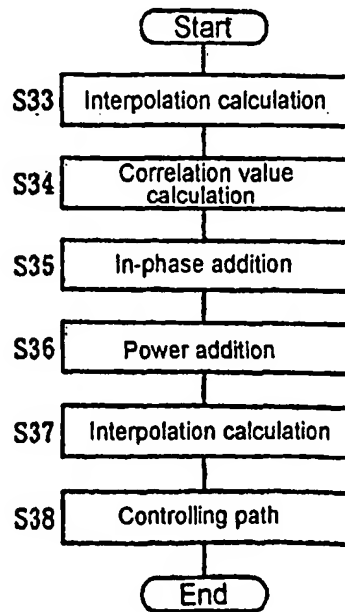 Start
S33 Interpolation calculation
S34 Correlation value
calculation
S35 In-phase addition
S36 Power addition
S37 Interpolation calculation
S38 Controlling path
End